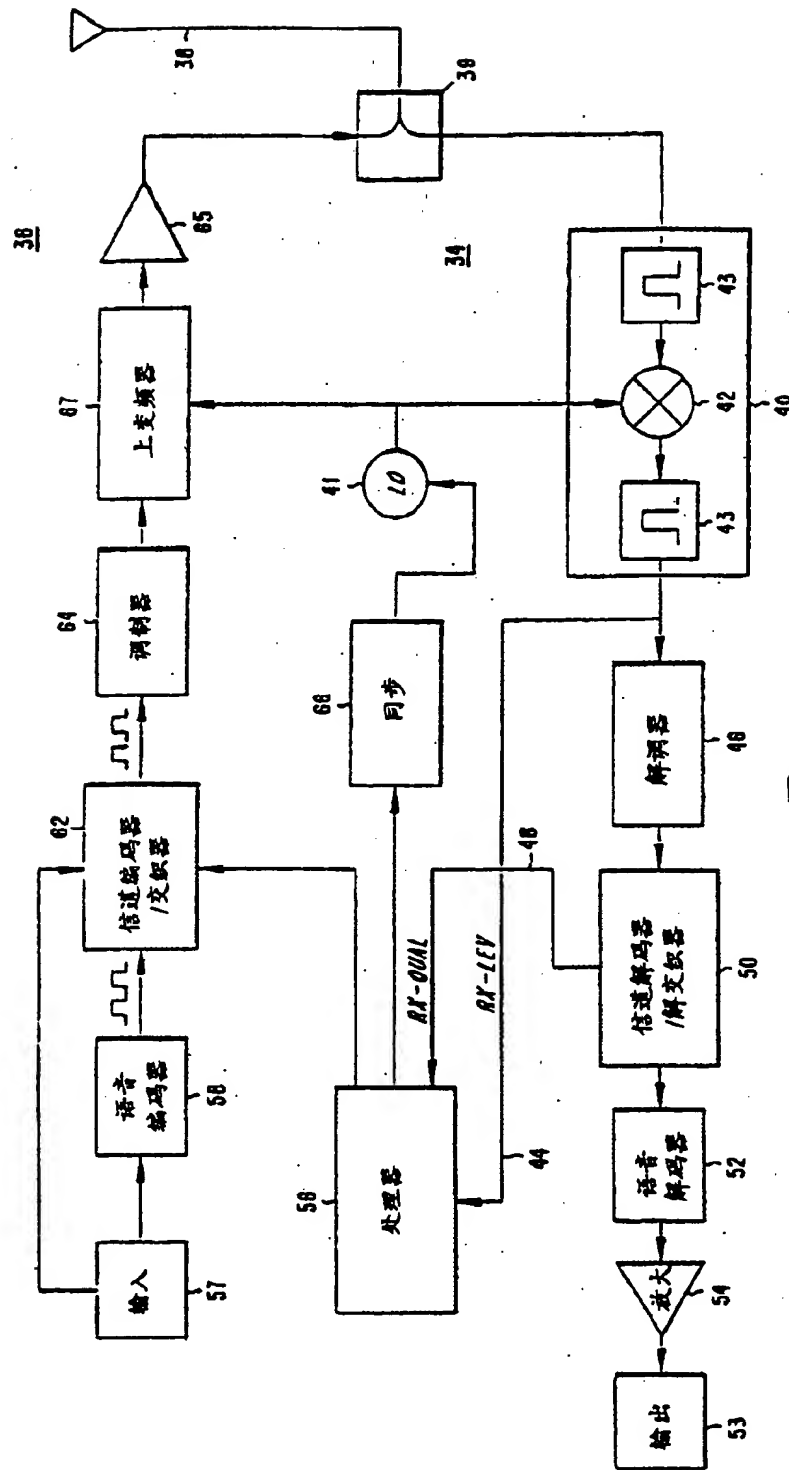 36
38
62
信道编码器
/交织器
64
调制器
67
上变频器
65
39
输入
57
语音
编码器
58
34
41
LO
同步
66
处理器
56
RX-QUAL
RX-LEV
48
44
43
42
43
40
解调器
46
信道解码器
/解交织器
50
语音
解码器
52
放大
54
输出
53